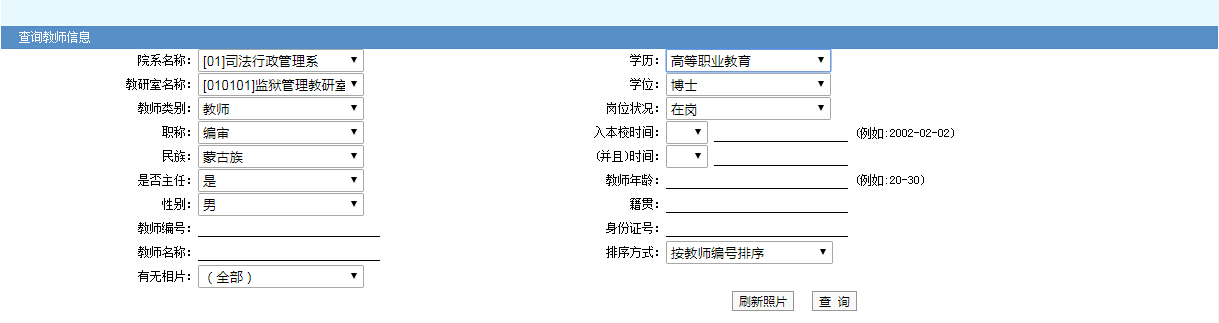 查询教师信息
院系名称: [01]司法行政管理系 学历: 高等职业教育
教研室名称: [010101]监狱管理教研室 学位: 博士
教师类别: 教师 岗位状况: 在岗
职称: 编审 入本校时间: (例如:2002-02-02)
民族: 蒙古族 (并且)时间:
是否主任: 是 教师年龄: (例如:20-30)
性别: 男 籍贯:
教师编号: 身份证号:
教师名称: 排序方式: 按教师编号排序
有无相片: (全部)
刷新照片 查 询